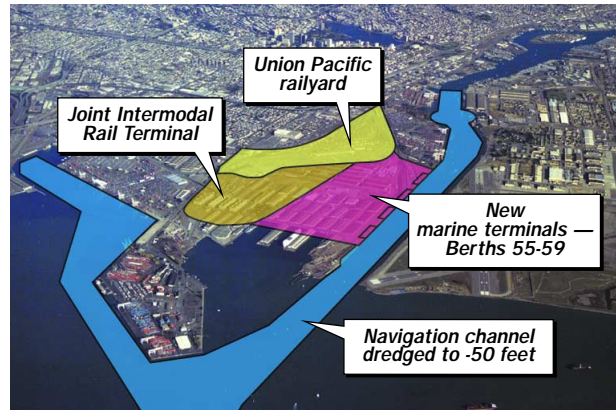 Union Pacific
railyard
Joint Intermodal
Rail Terminal
New
marine terminals —
Berths 55-59
Navigation channel
dredged to -50 feet